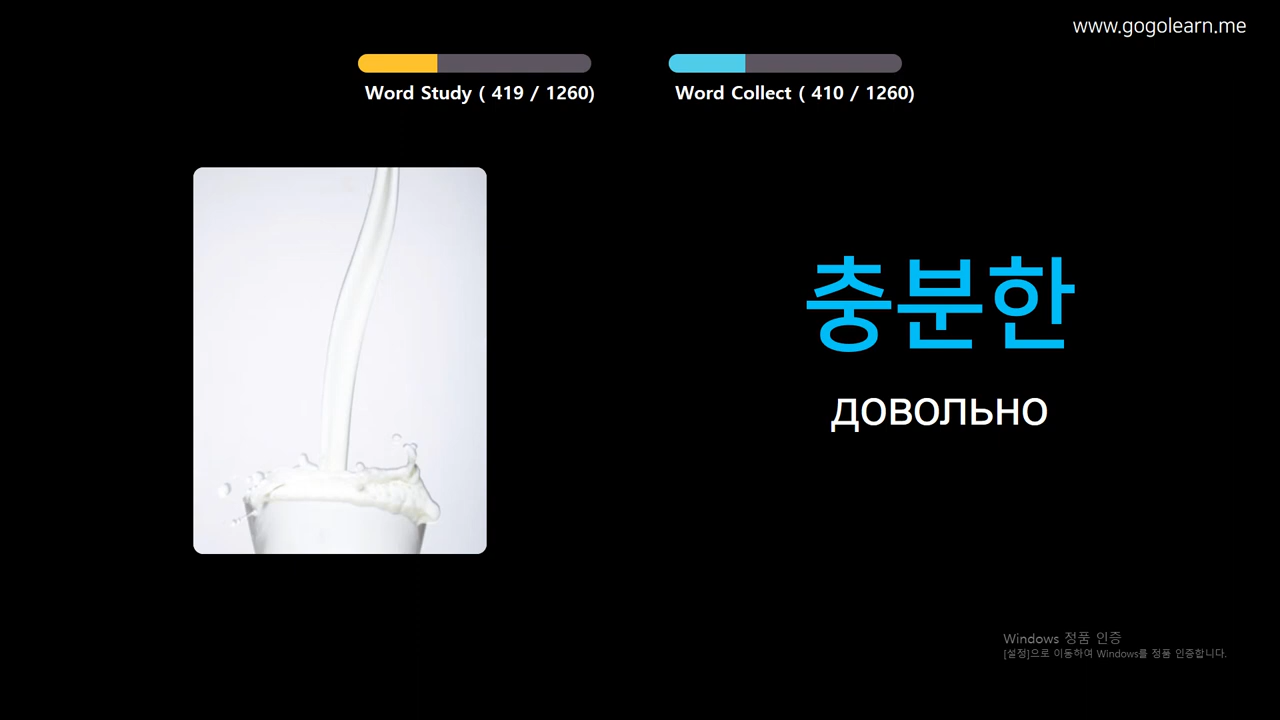 www.gogolearn.me
Word Study ( 419 / 1260)
Word Collect ( 410 / 1260)
충분한
довольно
Windows 정품 인증
[설정]으로 이동하여 Windows를 정품 인증합니다.